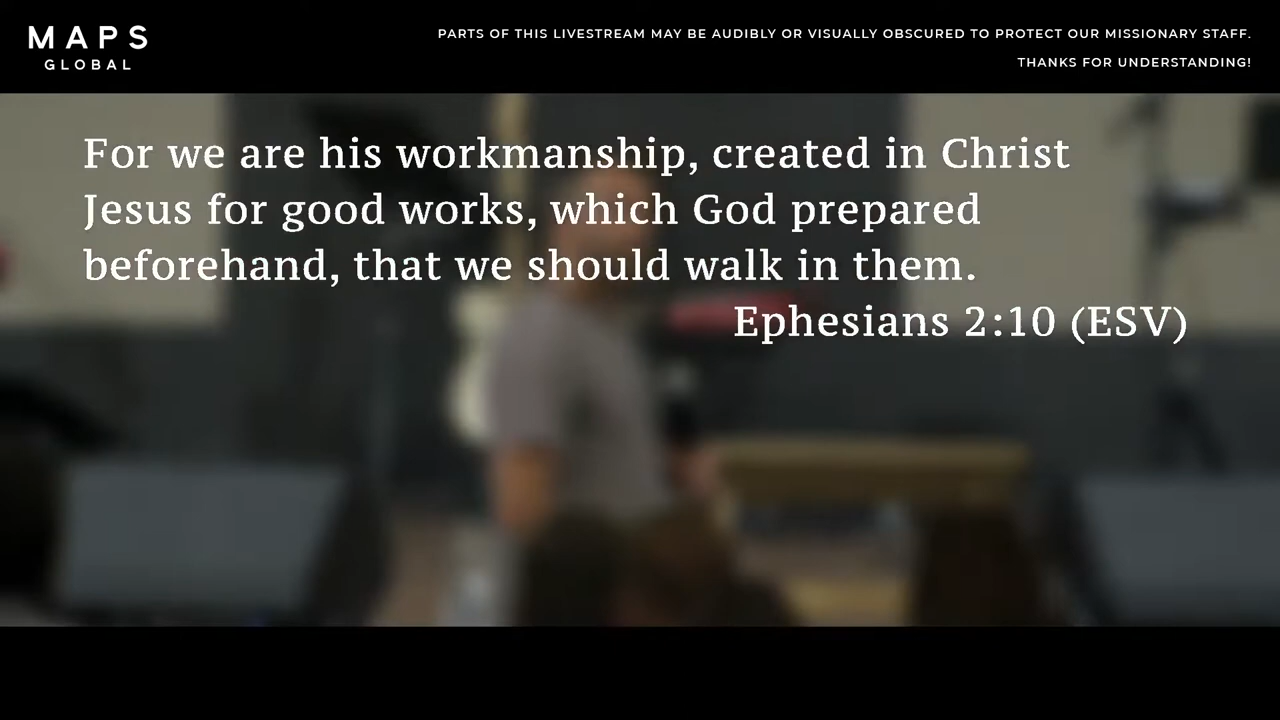 MAPS
GLOBAL
PARTS OF THIS LIVESTREAM MAY BE AUDIBLY OR VISUALLY OBSCURED TO PROTECT OUR MISSIONARY STAFF.
THANKS FOR UNDERSTANDING!
For we are his workmanship, created in Christ
Jesus for good works, which God prepared
beforehand, that we should walk in them.
Ephesians 2:10 (ESV)